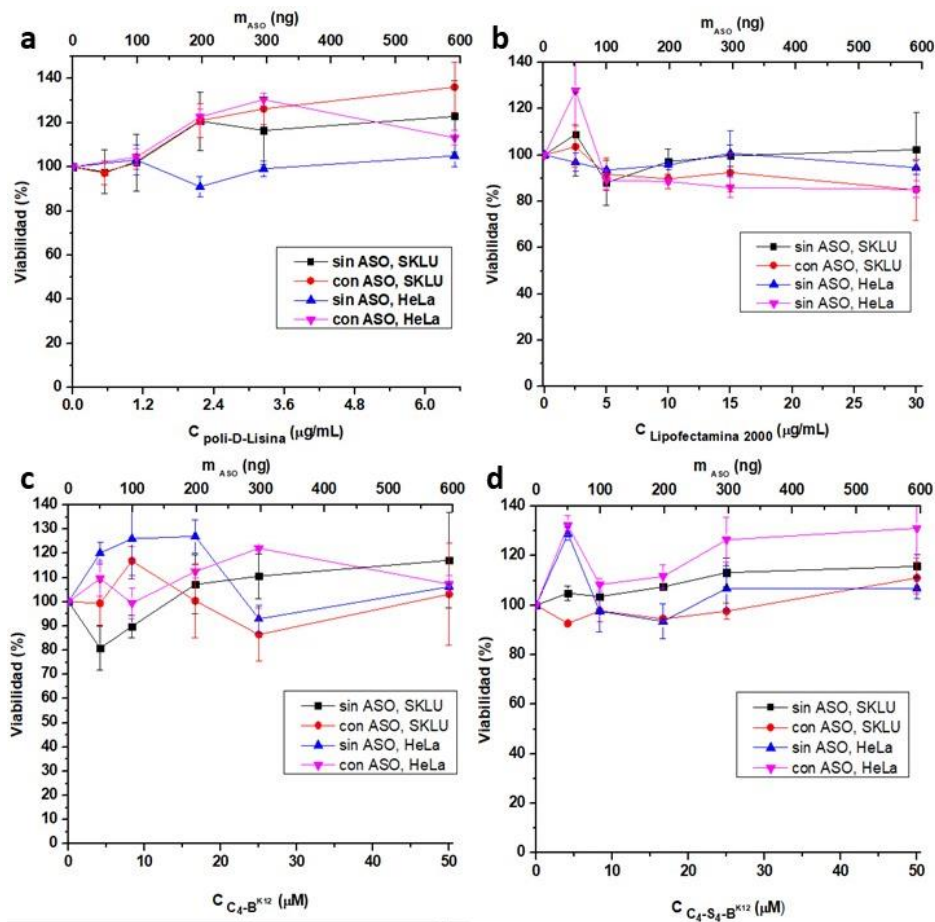 a
m ASO (ng)
0 100 200 300 400 500 600
140
120
100
80
60
40
20
0
Viabilidad (%)
sin ASO, SKLU
con ASO, SKLU
sin ASO, HeLa
con ASO, HeLa
0.0 1.2 2.4 3.6 4.8 6.0
C poli-D-Lisina (µg/mL)
b
m ASO (ng)
0 100 200 300 400 500 600
140
120
100
80
60
40
20
0
Viabilidad (%)
sin ASO, SKLU
con ASO, SKLU
sin ASO, HeLa
sin ASO, HeLa
0 5 10 15 20 25 30
C Lipofectamina 2000 (µg/mL)
c
m ASO (ng)
0 100 200 300 400 500 600
130
120
110
100
90
80
70
60
50
40
30
20
10
0
Viabilidad (%)
sin ASO, SKLU
con ASO, SKLU
sin ASO, HeLa
con ASO, HeLa
0 10 20 30 40 50
C C4-B K12 (µM)
d
m ASO (ng)
0 100 200 300 400 500 600
140
120
100
80
60
40
20
0
Viabilidad (%)
sin ASO, SKLU
con ASO, SKLU
sin ASO, HeLa
con ASO, HeLa
0 10 20 30 40 50
C C4-S4-B K12 (µM)